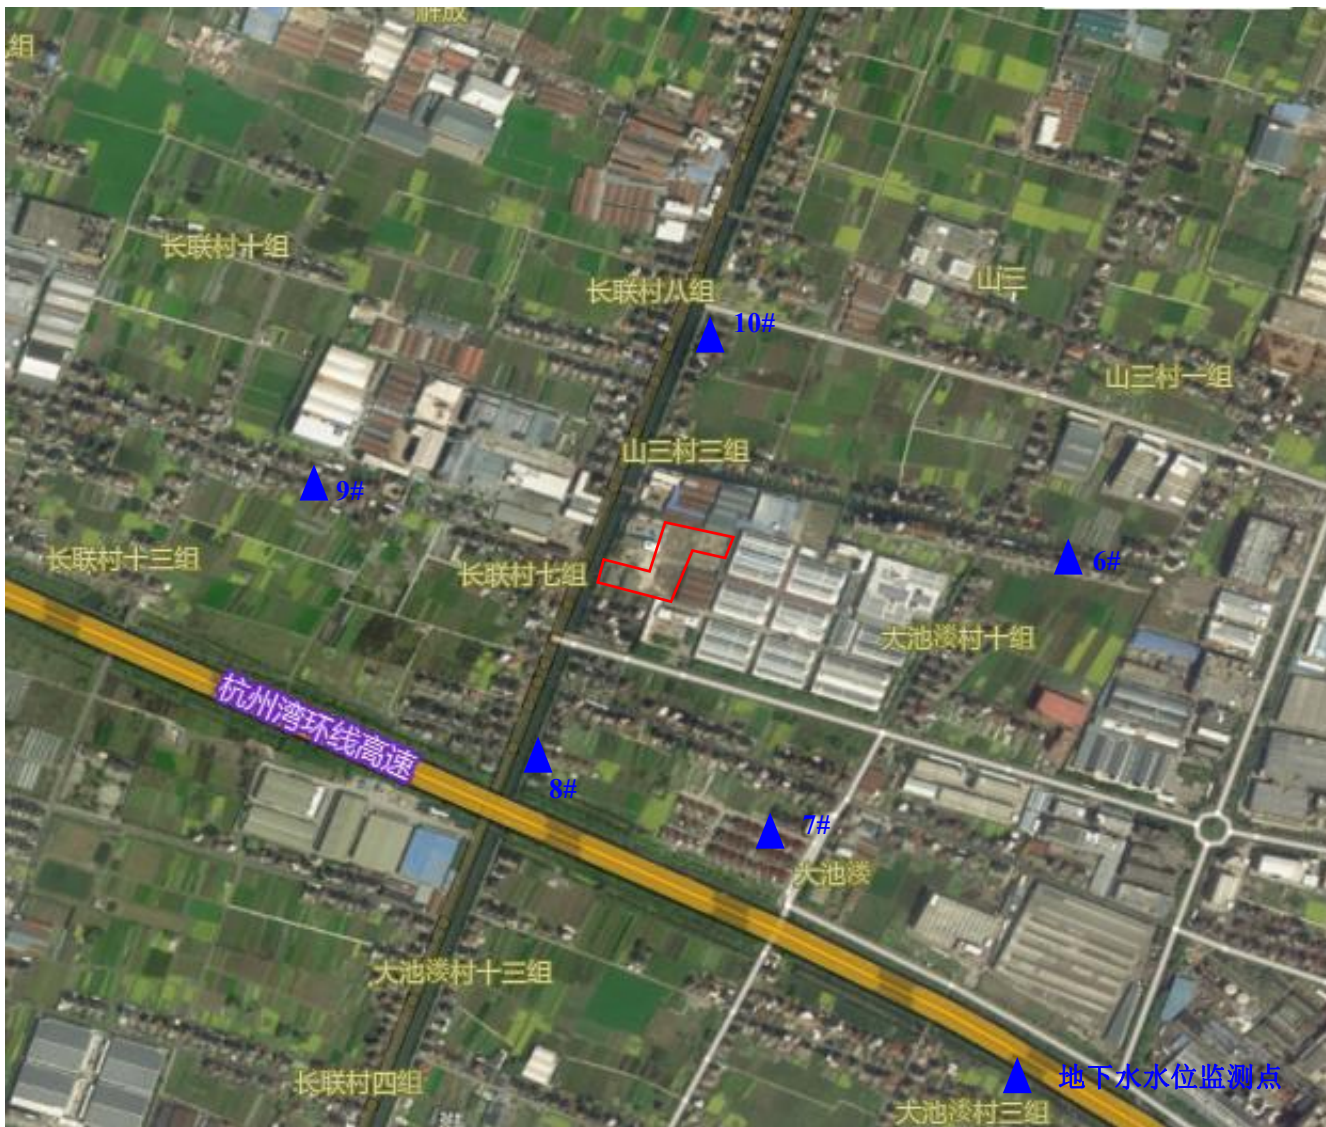 解放
组
长联村十组
长联村八组
山三
10#
山三村一组
山三村三组
9#
长联村十三组
长联村七组
6#
大池溇村十组
杭州湾环线高速
8#
7#
大池溇
大池溇村十三组
长联村四组
地下水水位监测点
大池溇村三组